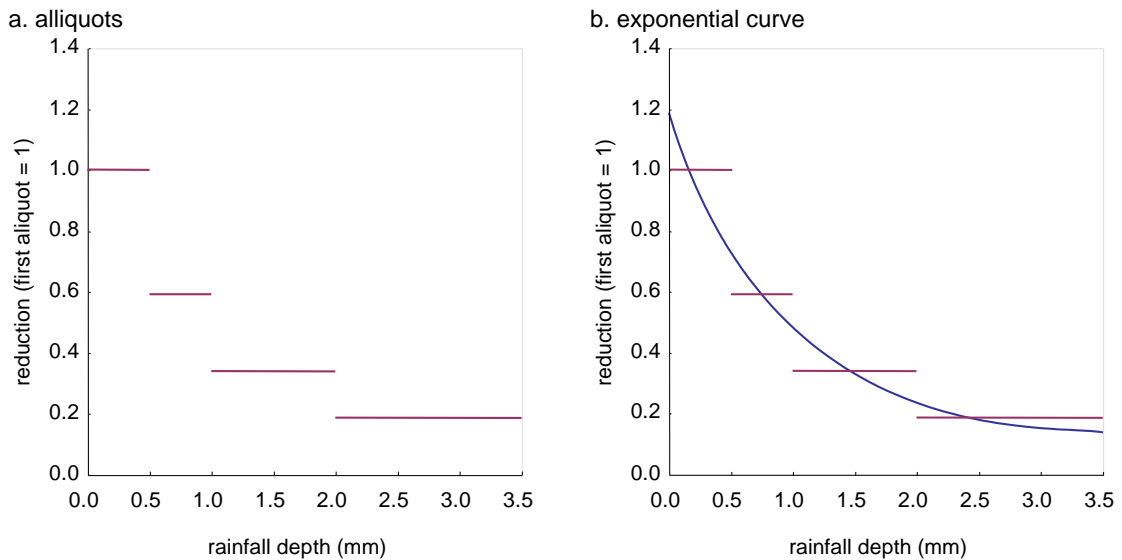 a. alliquots
1.4
1.2
1.0
0.8
0.6
0.4
0.2
0.0
reduction (first aliquot = 1)
0.0 0.5 1.0 1.5 2.0 2.5 3.0 3.5
rainfall depth (mm)
b. exponential curve
1.4
1.2
1.0
0.8
0.6
0.4
0.2
0.0
reduction (first aliquot = 1)
0.0 0.5 1.0 1.5 2.0 2.5 3.0 3.5
rainfall depth (mm)